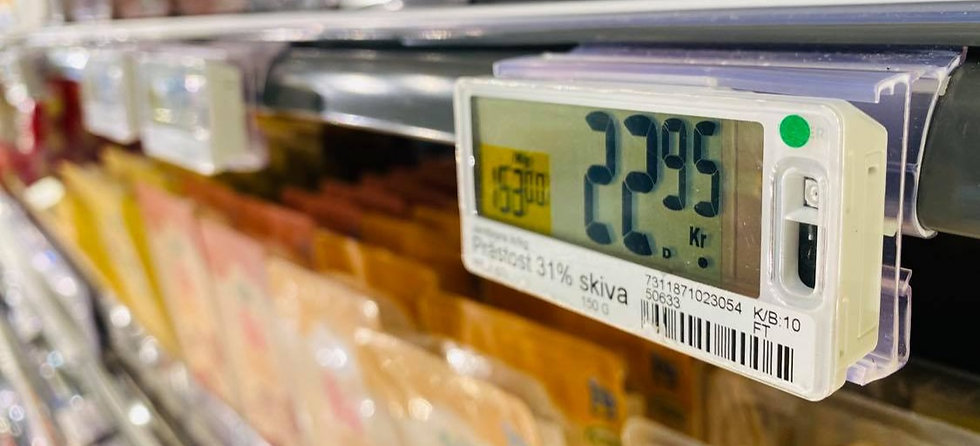 22 95
153.00
Kr
D
Prästost 31% skiva
150 G
7311871023054
50633
K/B:10
FT